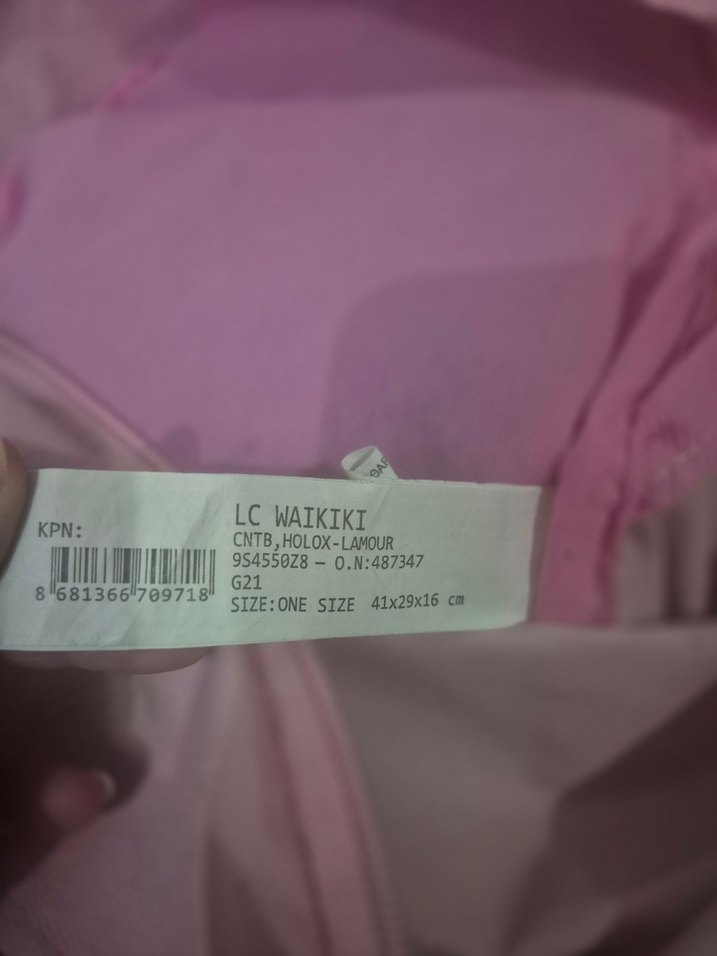 KPN:
8 681366 709718
LC WAIKIKI
CNTB,HOLOX-LAMOUR
9S4550Z8 – O.N:487347
G21
SIZE:ONE SIZE 41x29x16 cm